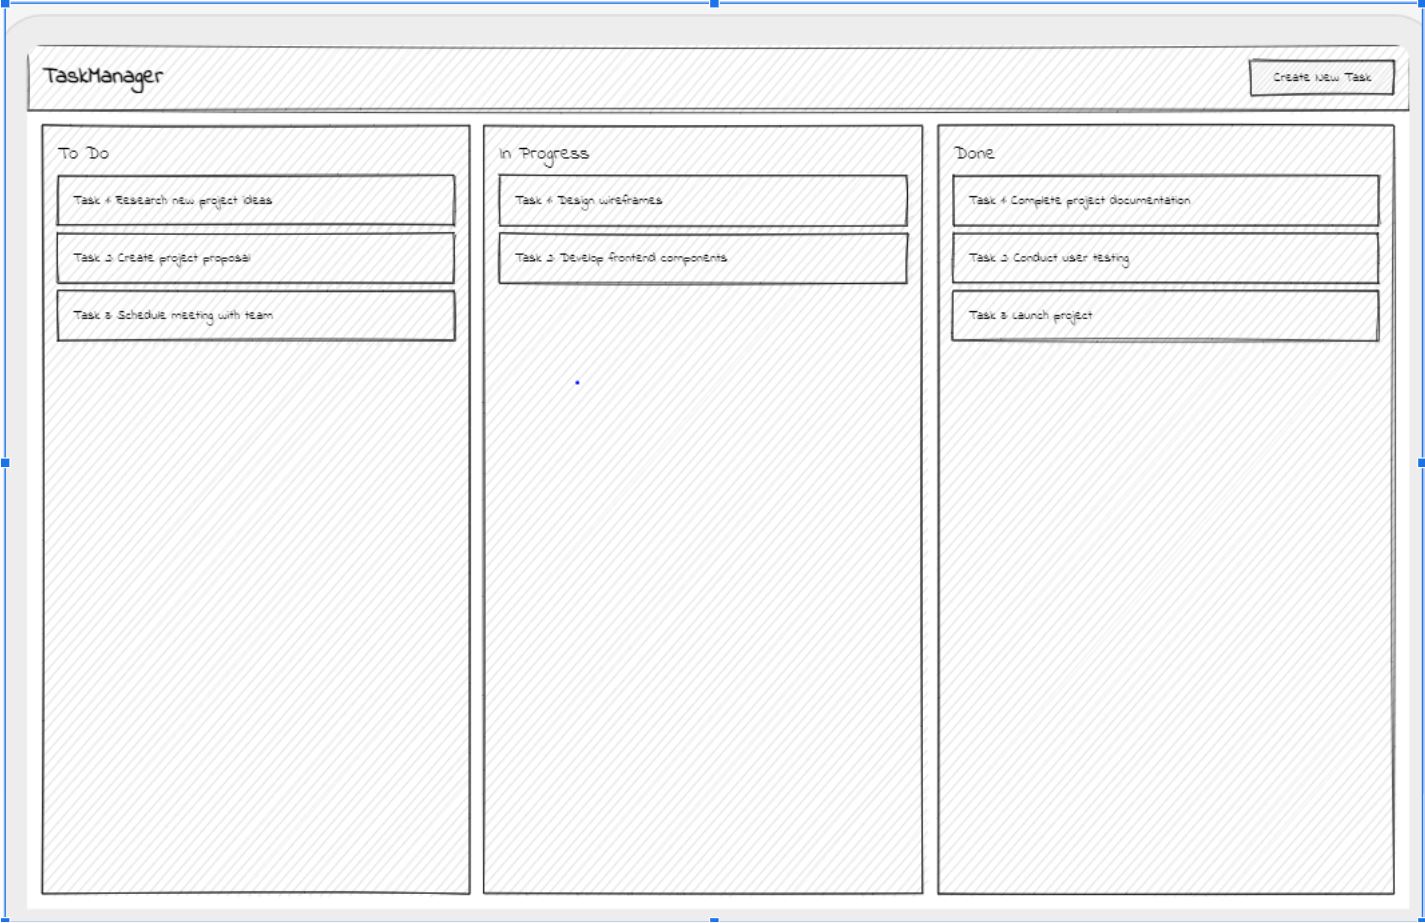 TaskManager
Create New Task
To Do
Task 1: Research new project ideas
Task 2: Create project proposal
Task 3: Schedule meeting with team
In Progress
Task 1: Design wireframes
Task 2: Develop frontend components
Done
Task 1: Complete project documentation
Task 2: Conduct user testing
Task 3: Launch project